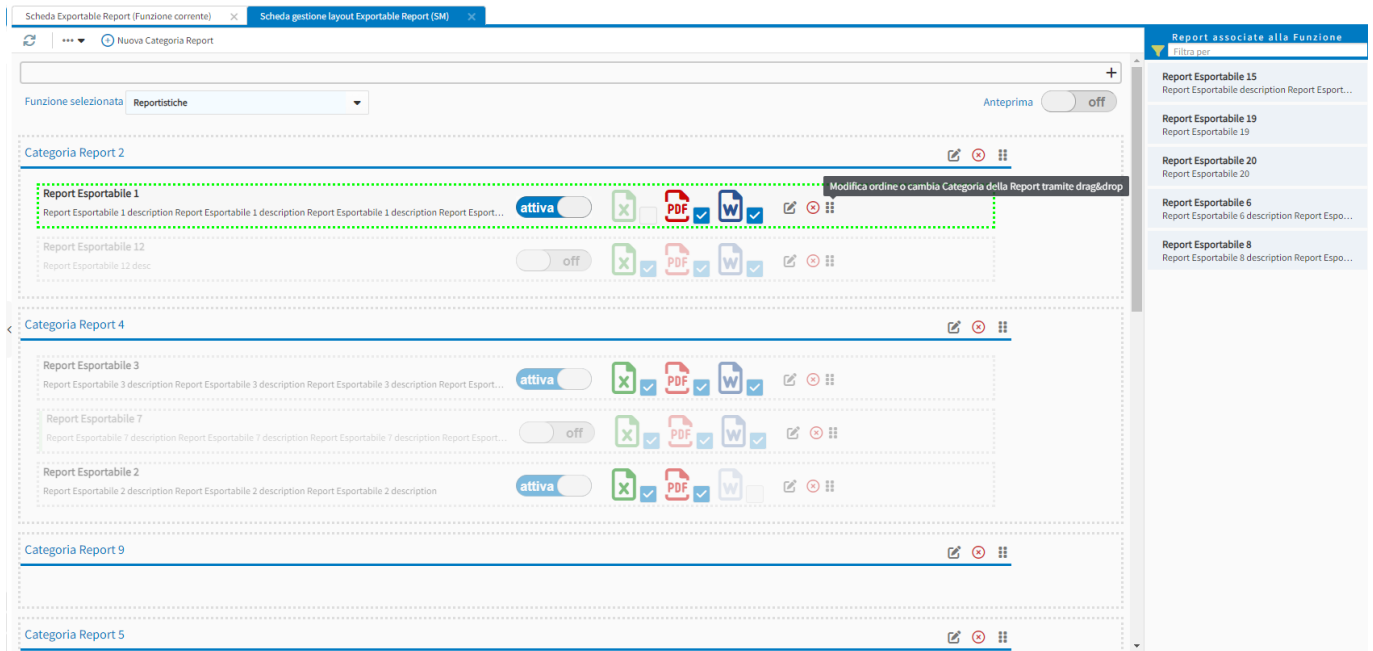 Scheda Exportable Report (Funzione corrente)
Scheda gestione layout Exportable Report (SM)
Nuova Categoria Report
Funzione selezionata Reportistiche
Anteprima off
Categoria Report 2
Modifica ordine o cambia Categoria della Report tramite drag&drop
Report Esportabile 1
Report Esportabile 1 description Report Esportabile 1 description Report Esportabile 1 description Report Esport...
attiva X PDF W
Report Esportabile 12
Report Esportabile 12 desc
off X PDF W
Categoria Report 4
Report Esportabile 3
Report Esportabile 3 description Report Esportabile 3 description Report Esportabile 3 description Report Esport...
attiva X PDF W
Report Esportabile 7
Report Esportabile 7 description Report Esportabile 7 description Report Esportabile 7 description Report Esport...
off X PDF W
Report Esportabile 2
Report Esportabile 2 description Report Esportabile 2 description Report Esportabile 2 description
attiva X PDF W
Categoria Report 9
Categoria Report 5
Report associate alla Funzione
Filtra per
Report Esportabile 15
Report Esportabile description Report Esport...
Report Esportabile 19
Report Esportabile 19
Report Esportabile 20
Report Esportabile 20
Report Esportabile 6
Report Esportabile 6 description Report Espo...
Report Esportabile 8
Report Esportabile 8 description Report Espo...